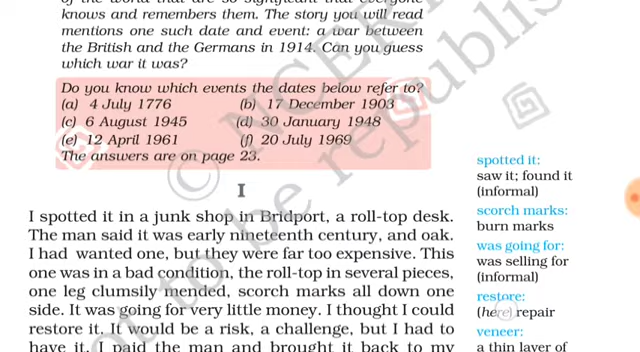 of the world that are so significant that everyone
knows and remembers them. The story you will read
mentions one such date and event: a war between
the British and the Germans in 1914. Can you guess
which war it was?
Do you know which events the dates below refer to?
(a) 4 July 1776 (b) 17 December 1903
(c) 6 August 1945 (d) 30 January 1948
(e) 12 April 1961 (f) 20 July 1969
The answers are on page 23.
I
I spotted it in a junk shop in Bridport, a roll-top desk.
The man said it was early nineteenth century, and oak.
I had wanted one, but they were far too expensive. This
one was in a bad condition, the roll-top in several pieces,
one leg clumsily mended, scorch marks all down one
side. It was going for very little money. I thought I could
restore it. It would be a risk, a challenge, but I had to
have it. I paid the man and brought it back to my
spotted it:
saw it; found it
(informal)
scorch marks:
burn marks
was going for:
was selling for
(informal)
restore:
(here) repair
veneer:
a thin layer of
© NCERT
not to be republis